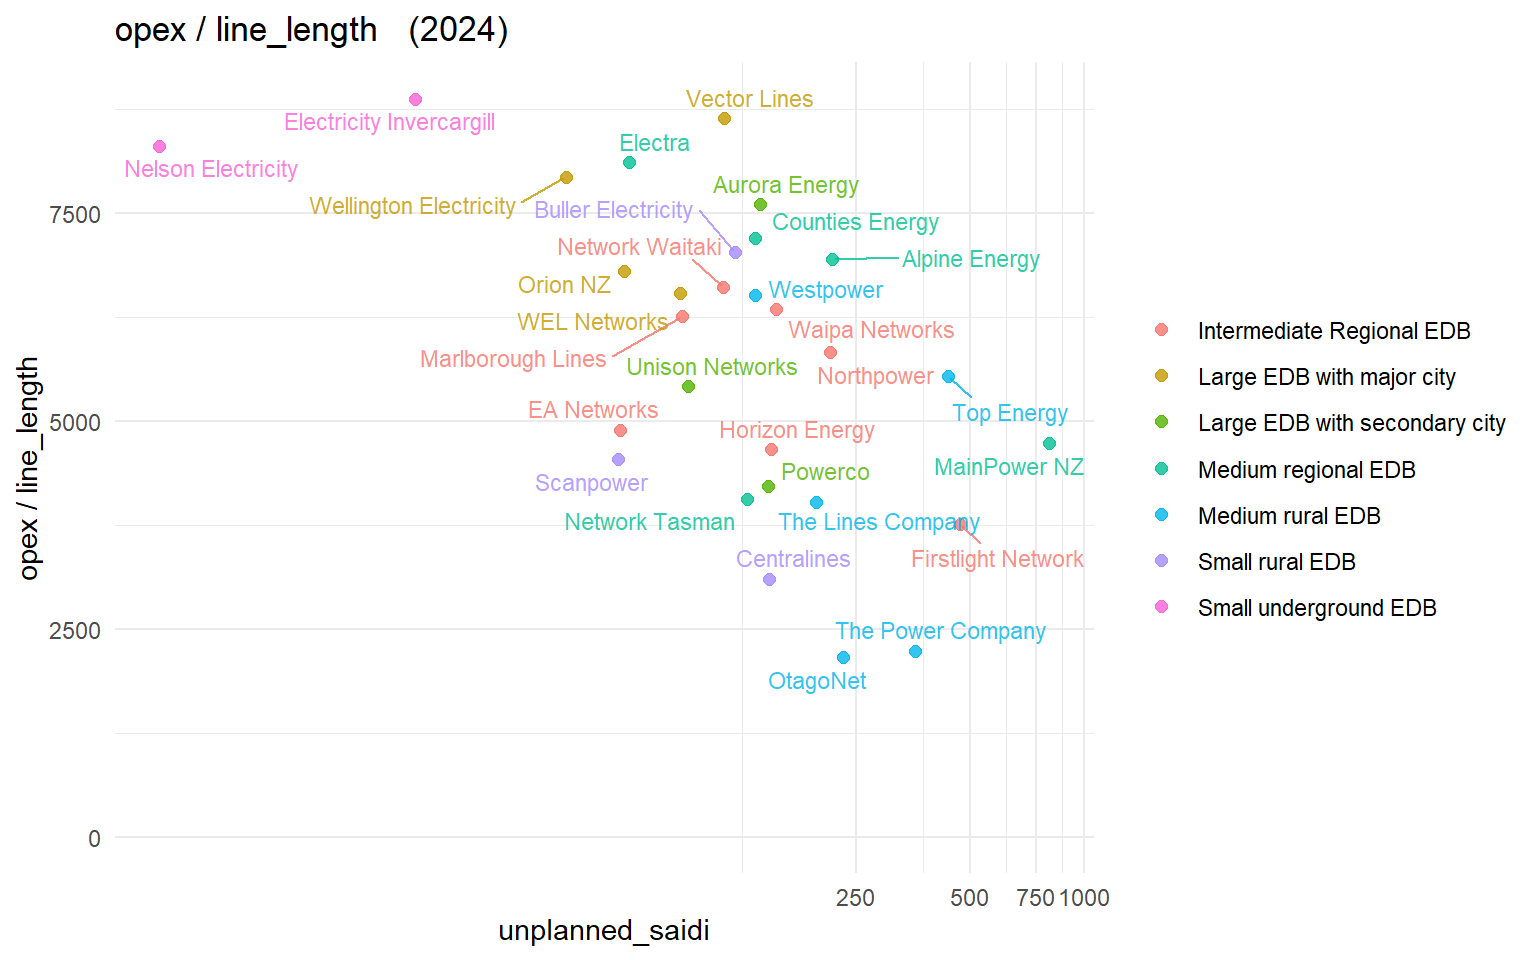 opex / line_length (2024)
Vector Lines
Electricity Invercargill
Electra
Nelson Electricity
Aurora Energy
Wellington Electricity
Buller Electricity
Counties Energy
Network Waitaki
Alpine Energy
Orion NZ
Westpower
WEL Networks
Waipa Networks
Marlborough Lines
Unison Networks
Northpower
EA Networks
Top Energy
Horizon Energy
MainPower NZ
Powerco
Scanpower
Network Tasman
The Lines Company
Centralines
Firstlight Network
The Power Company
OtagoNet
7500
5000
2500
0
opex / line_length
250
500
750
1000
unplanned_saidi
Intermediate Regional EDB
Large EDB with major city
Large EDB with secondary city
Medium regional EDB
Medium rural EDB
Small rural EDB
Small underground EDB